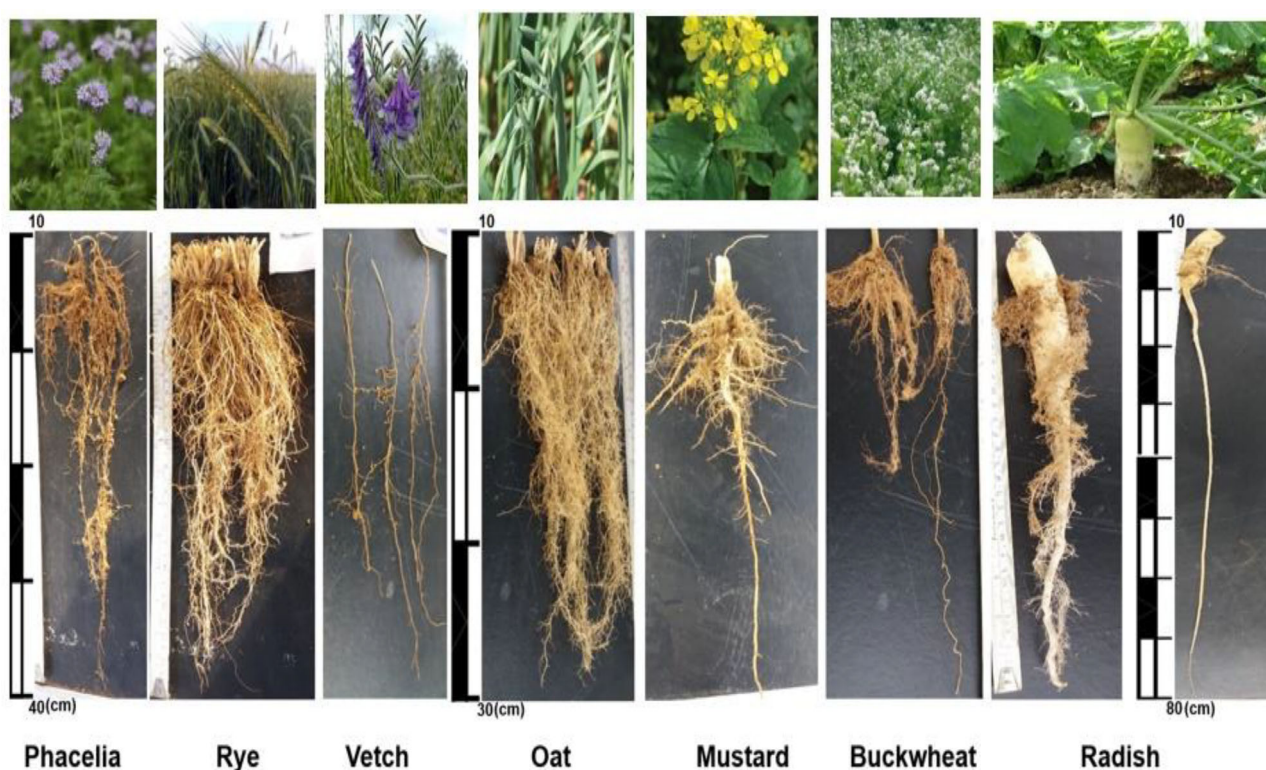 10
10
10
40(cm)
30(cm)
80(cm)
Phacelia
Rye
Vetch
Oat
Mustard
Buckwheat
Radish